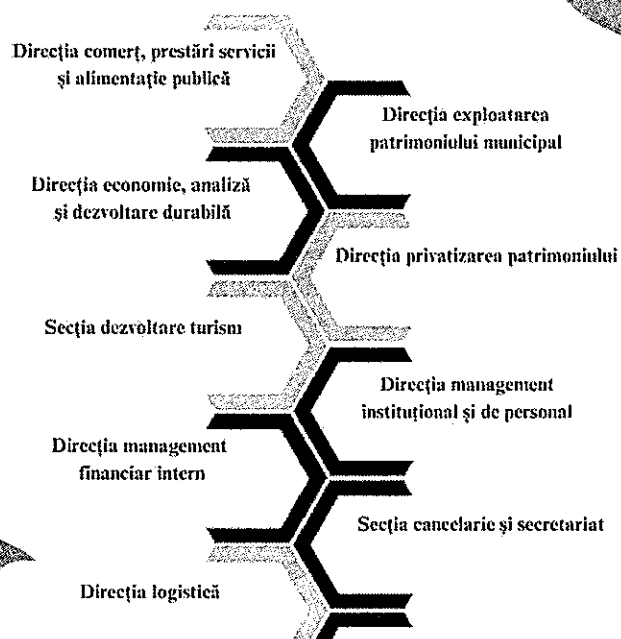 Direcția comerț, prestări servicii
și alimentație publică
Direcția exploatarea
patrimoniului municipal
Direcția economie, analiză
și dezvoltare durabilă
Direcția privatizarea patrimoniului
Secția dezvoltare turism
Direcția management
instituțional și de personal
Direcția management
financiar intern
Secția cancelarie și secretariat
Direcția logistică